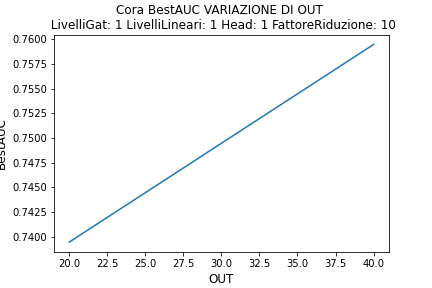 Cora BestAUC VARIAZIONE DI OUT
LivelliGat: 1 LivelliLineari: 1 Head: 1 FattoreRiduzione: 10
BestAUC
0.7600
0.7575
0.7550
0.7525
0.7500
0.7475
0.7450
0.7425
0.7400
20.0 22.5 25.0 27.5 30.0 32.5 35.0 37.5 40.0
OUT